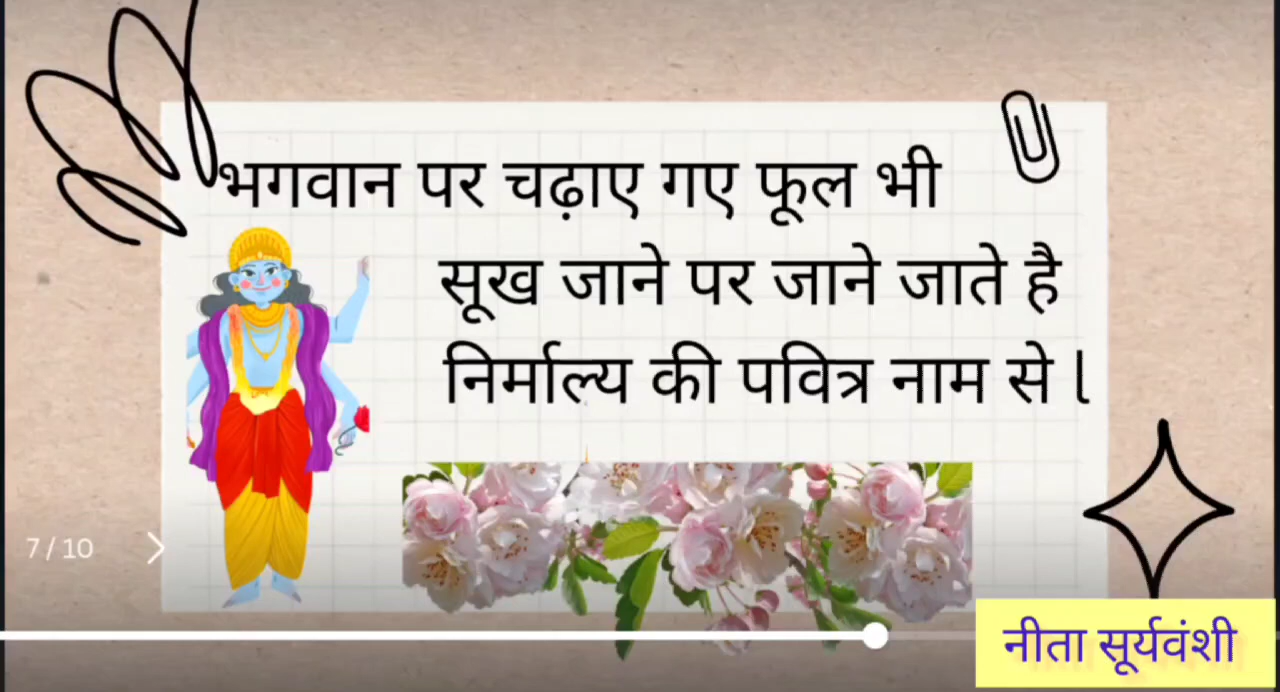 भगवान पर चढ़ाए गए फूल भी
सूख जाने पर जाने जाते है
निर्माल्य की पवित्र नाम से l
7 / 10
नीता सूर्यवंशी